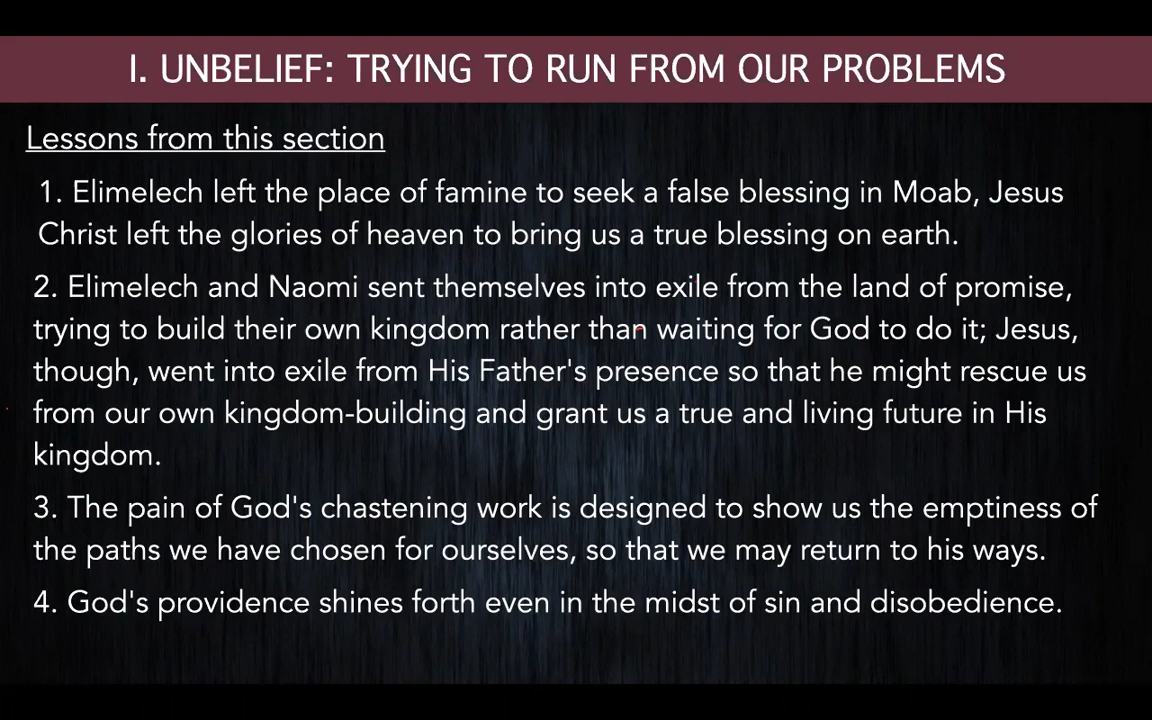 I. UNBELIEF: TRYING TO RUN FROM OUR PROBLEMS
Lessons from this section
1. Elimelech left the place of famine to seek a false blessing in Moab, Jesus
Christ left the glories of heaven to bring us a true blessing on earth.
2. Elimelech and Naomi sent themselves into exile from the land of promise,
trying to build their own kingdom rather than waiting for God to do it; Jesus,
though, went into exile from His Father's presence so that he might rescue us
from our own kingdom-building and grant us a true and living future in His
kingdom.
3. The pain of God's chastening work is designed to show us the emptiness of
the paths we have chosen for ourselves, so that we may return to his ways.
4. God's providence shines forth even in the midst of sin and disobedience.